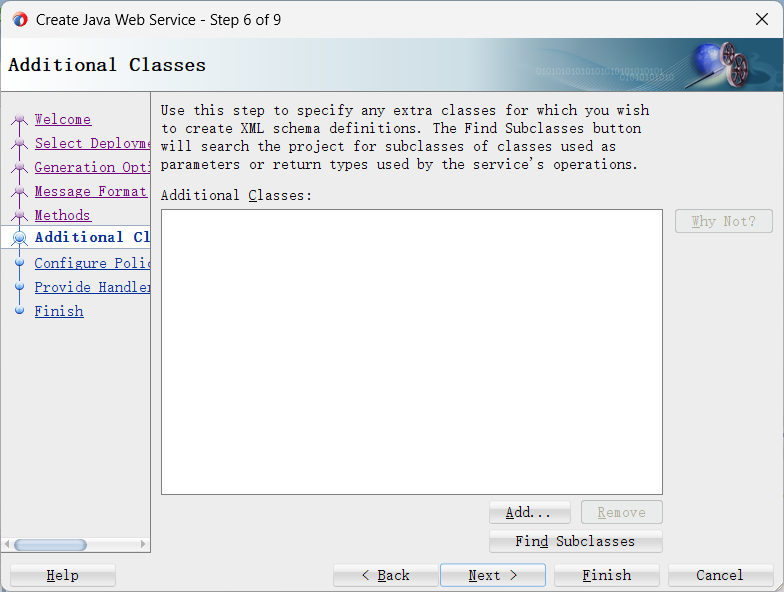 Create Java Web Service - Step 6 of 9
Additional Classes
Welcome
Select Deployme
Generation Opti
Message Format
Methods
Additional Cl
Configure Polic
Provide Handler
Finish
Use this step to specify any extra classes for which you wish
to create XML schema definitions. The Find Subclasses button
will search the project for subclasses of classes used as
parameters or return types used by the service's operations.
Additional Classes:
Why Not?
Add... Remove
Find Subclasses
Help < Back Next > Finish Cancel